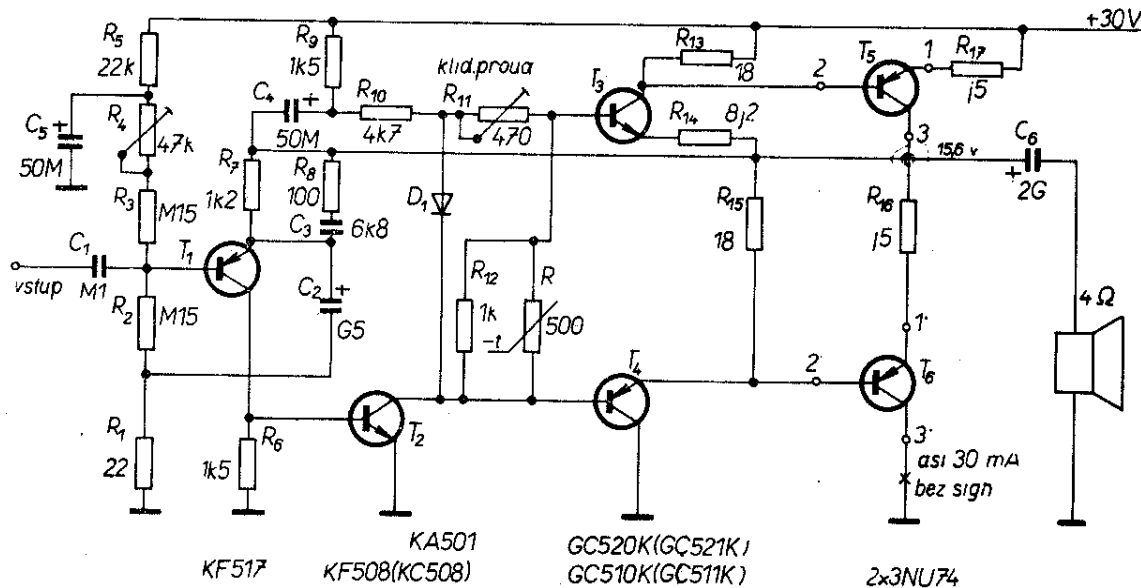 +30V
R5
22k
R9
1k5
klid.proud
R13
18
T5
1
R17
j5
T3
2
C4
+
50M
R10
4k7
R11
470
R14
8j2
C5
+
50M
R4
47k
3
15,6 v
C6
+
2G
R7
1k2
R8
100
R3
M15
C3
6k8
D1
R15
18
R16
j5
C1
M1
vstup
T1
R2
M15
C2
+
G5
R12
1k
-t
R
500
4 Ω
1'
T4
2
T6
R1
22
R6
1k5
T2
3'
asi 30 mA
bez sign
KA501
GC520K(GC521K)
KF517
KF508(KC508)
GC510K(GC511K)
2x3NU74